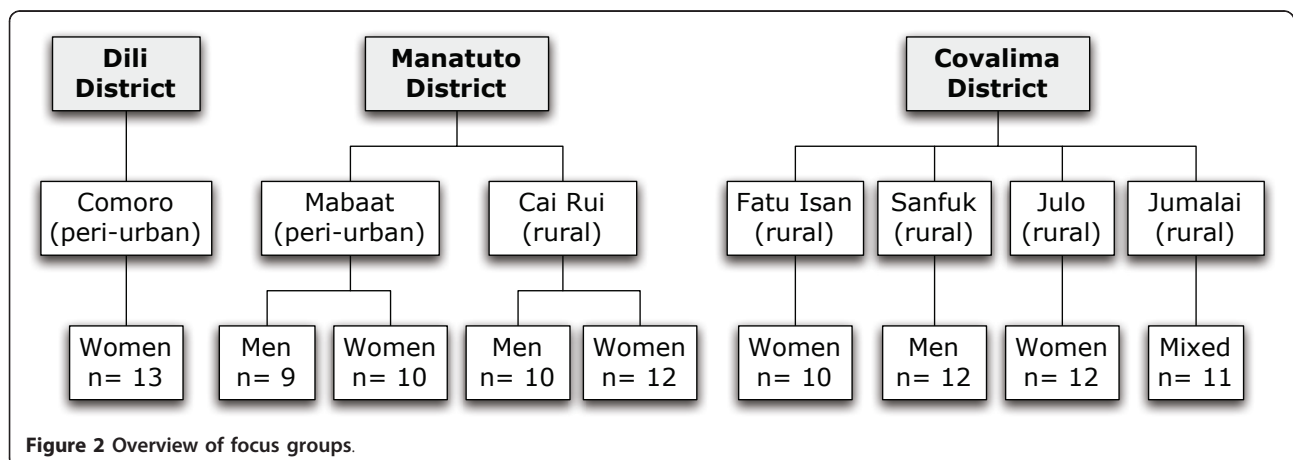 Dili
District
Manatuto
District
Covalima
District
Comoro
(peri-urban)
Mabaat
(peri-urban)
Cai Rui
(rural)
Fatu Isan
(rural)
Sanfuk
(rural)
Julo
(rural)
Jumalai
(rural)
Women
n= 13
Men
n= 9
Women
n= 10
Men
n= 10
Women
n= 12
Women
n= 10
Men
n= 12
Women
n= 12
Mixed
n= 11
Figure 2 Overview of focus groups.